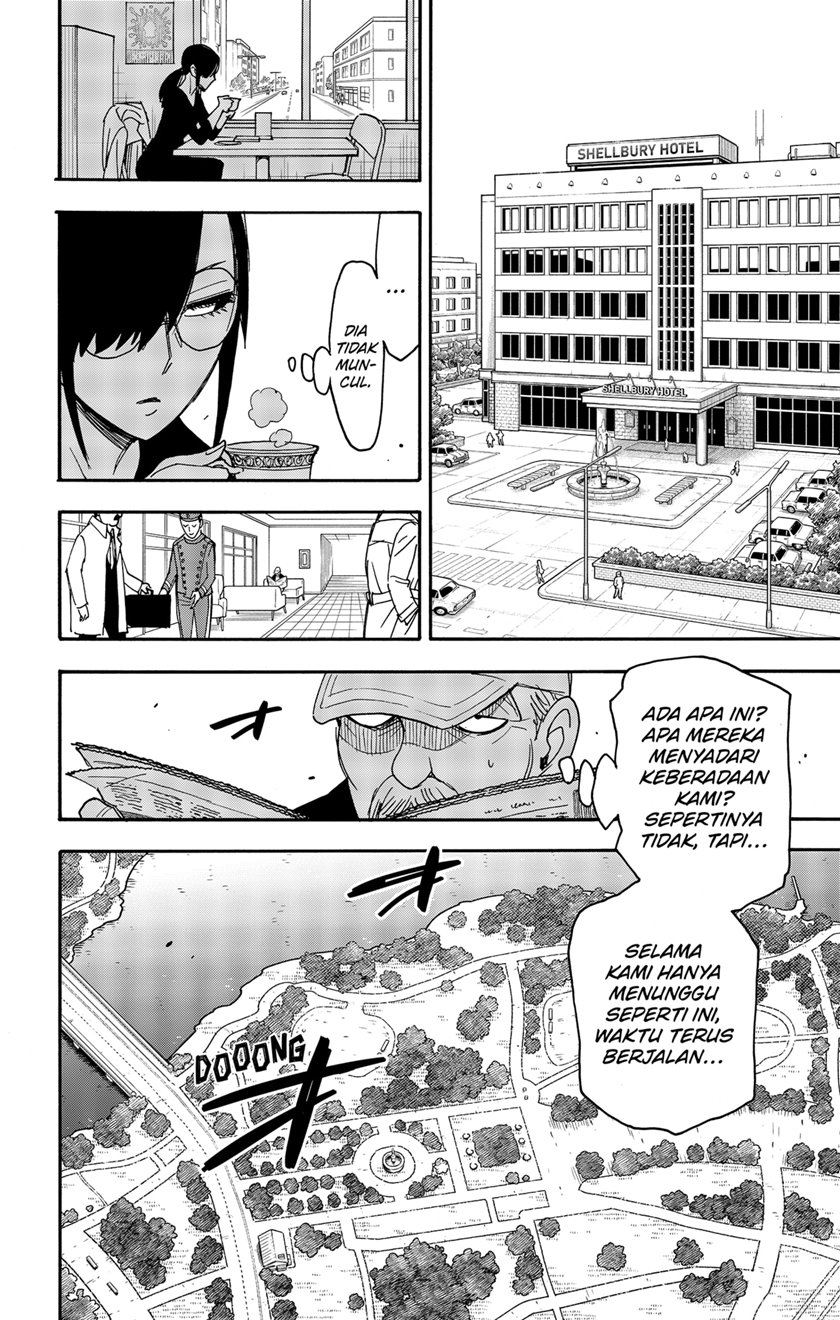 SHELLBURY HOTEL
SHELLBURY HOTEL
...
DIA
TIDAK
MUN-
CUL.
ADA APA INI?
APA MEREKA
MENYADARI
KEBERADAAN
KAMI?
SEPERTINYA
TIDAK, TAPI...
SELAMA
KAMI HANYA
MENUNGGU
SEPERTI INI,
WAKTU TERUS
BERJALAN...
DOOONG